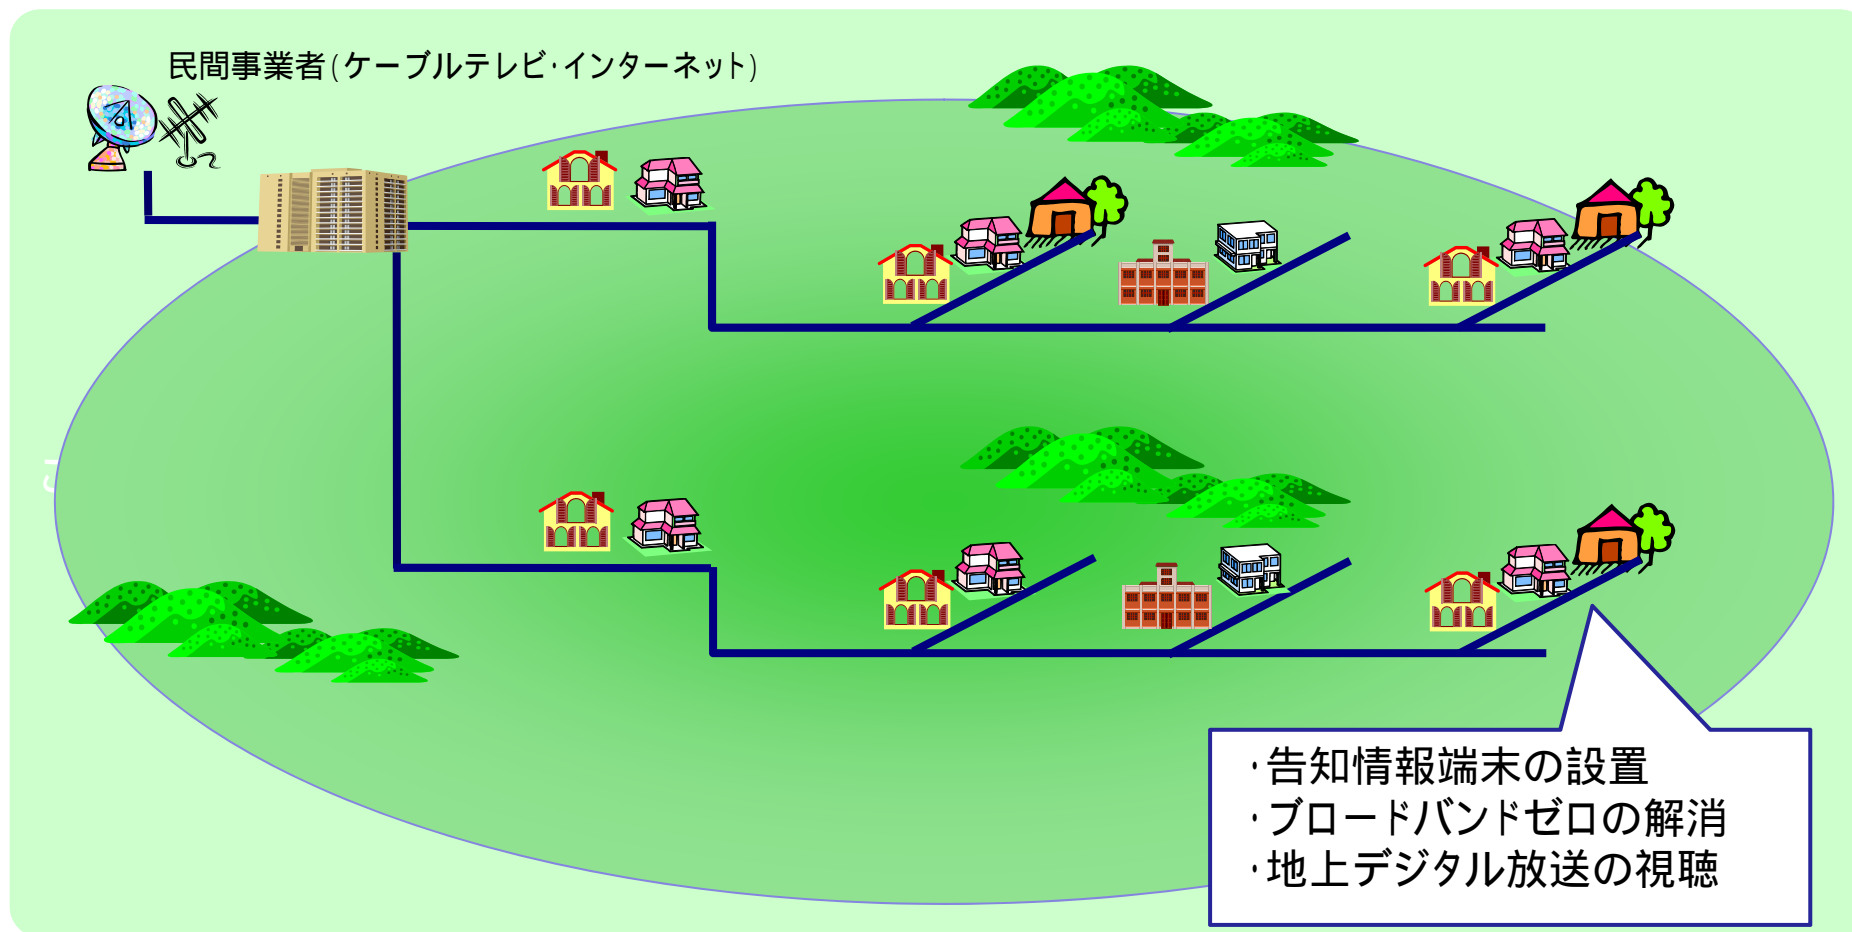 民間事業者(ケーブルテレビ・インターネット)
・告知情報端末の設置
・ブロードバンドゼロの解消
・地上デジタル放送の視聴